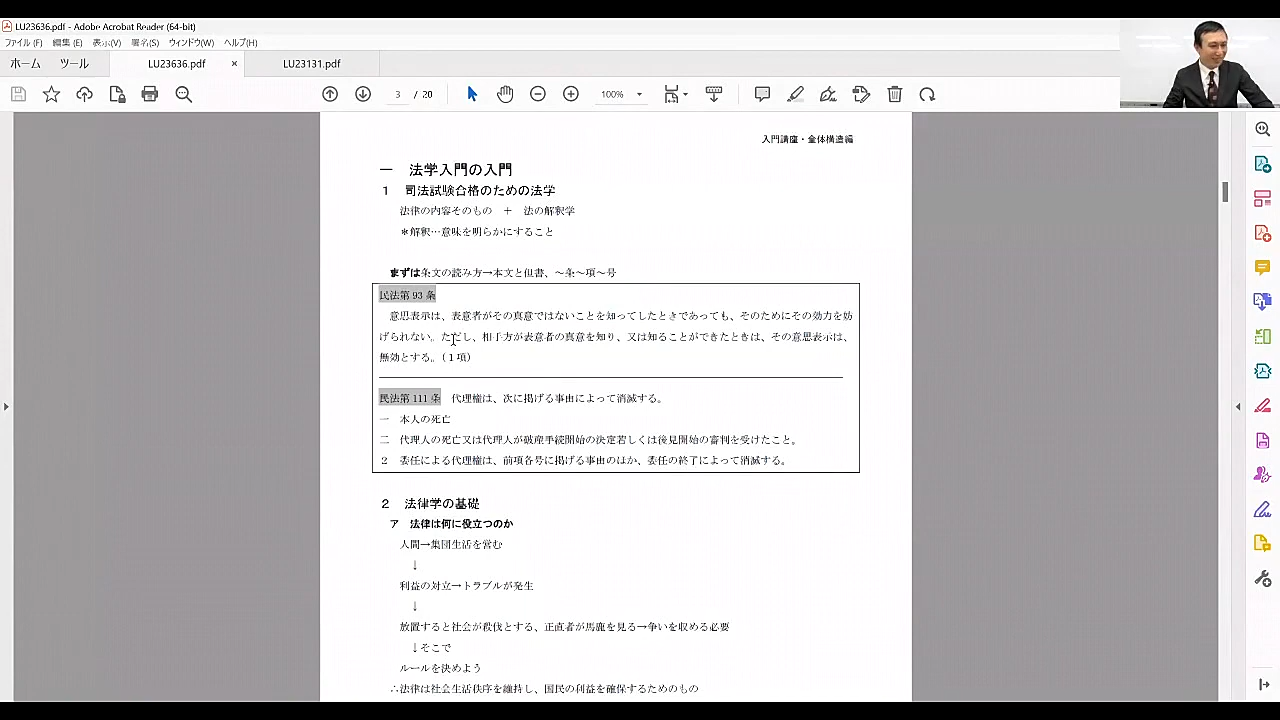 LU23636.pdf - Adobe Acrobat Reader (64-bit)
ファイル(F) 編集(E) 表示(V) 署名(S) ウィンドウ(W) ヘルプ(H)
ホーム ツール LU23636.pdf × LU23131.pdf
3 / 20 100%
入門講座・全体構造編
一 法学入門の入門
1 司法試験合格のための法学
法律の内容そのもの + 法の解釈学
*解釈…意味を明らかにすること
まずは条文の読み方→本文と但書、～条～項～号
民法第93条
意思表示は、表意者がその真意ではないことを知ってしたときであっても、そのためにその効力を妨
げられない。ただし、相手方が表意者の真意を知り、又は知ることができたときは、その意思表示は、
無効とする。(1項)
民法第111条 代理権は、次に掲げる事由によって消滅する。
一 本人の死亡
二 代理人の死亡又は代理人が破産手続開始の決定若しくは後見開始の審判を受けたこと。
2 委任による代理権は、前項各号に掲げる事由のほか、委任の終了によって消滅する。
2 法律学の基礎
ア 法律は何に役立つのか
人間→集団生活を営む
↓
利益の対立→トラブルが発生
↓
放置すると社会が殺伐とする、正直者が馬鹿を見る→争いを収める必要
↓そこで
ルールを決めよう
∴法律は社会生活秩序を維持し、国民の利益を確保するためのもの